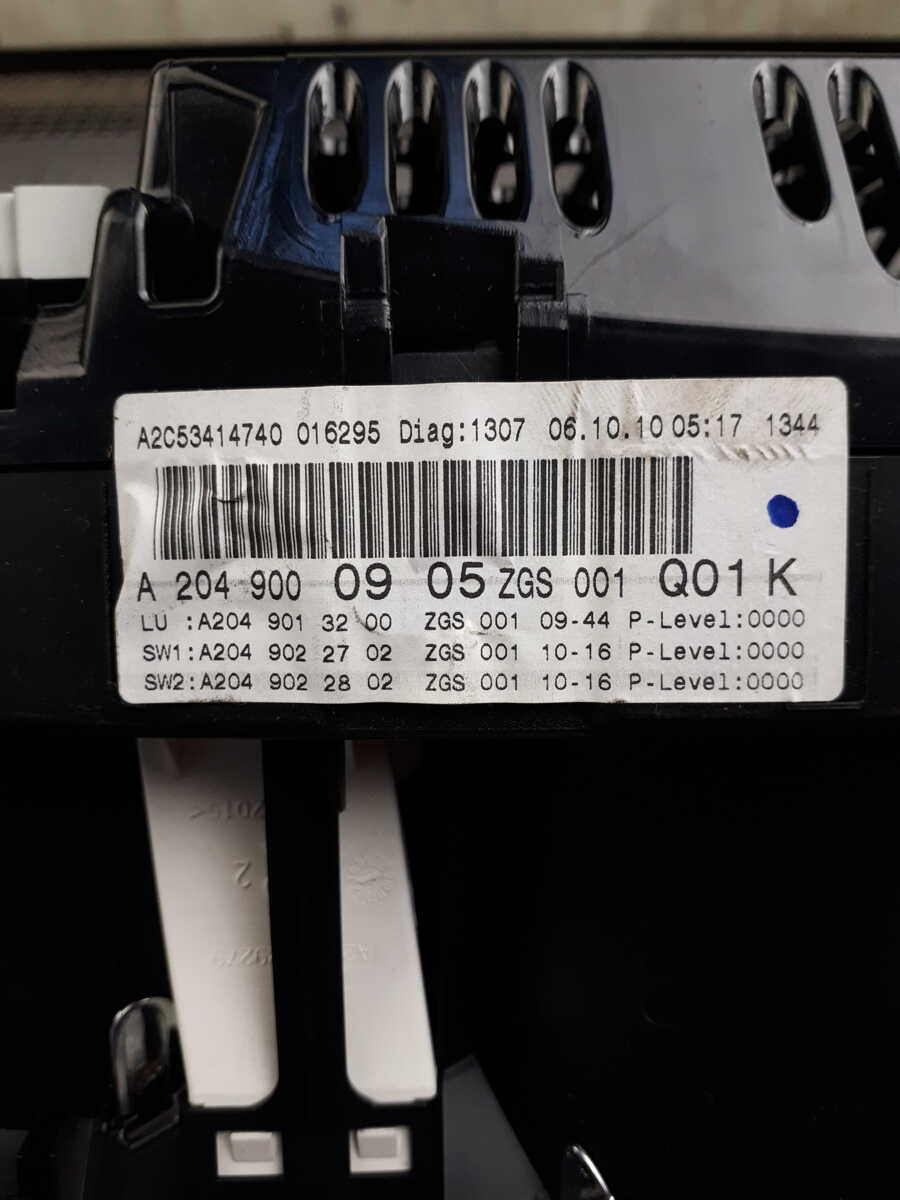 A2C53414740 016295 Diag:1307 06.10.10 05:17 1344
A 204 900 09 05 ZGS 001 Q01 K
LU :A204 901 32 00 ZGS 001 09-44 P-Level:0000
SW1:A204 902 27 02 ZGS 001 10-16 P-Level:0000
SW2:A204 902 28 02 ZGS 001 10-16 P-Level:0000
2